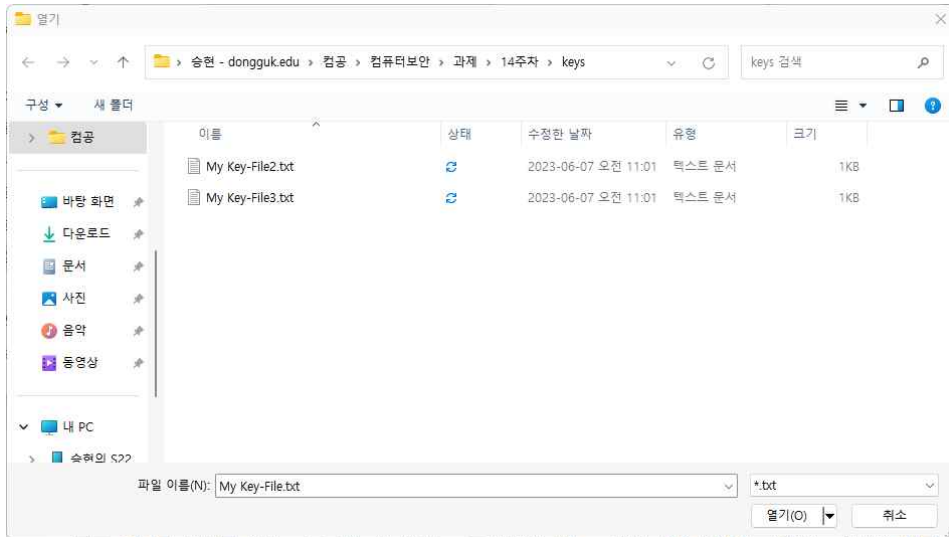 열기
승현 - dongguk.edu › 컴공 › 컴퓨터보안 › 과제 › 14주차 › keys
keys 검색
구성 새 폴더
컴공
이름 상태 수정한 날짜 유형 크기
My Key-File2.txt 2023-06-07 오전 11:01 텍스트 문서 1KB
My Key-File3.txt 2023-06-07 오전 11:01 텍스트 문서 1KB
바탕 화면
다운로드
문서
사진
음악
동영상
내 PC
승현의 S22
파일 이름(N): My Key-File.txt *.txt
열기(O) 취소